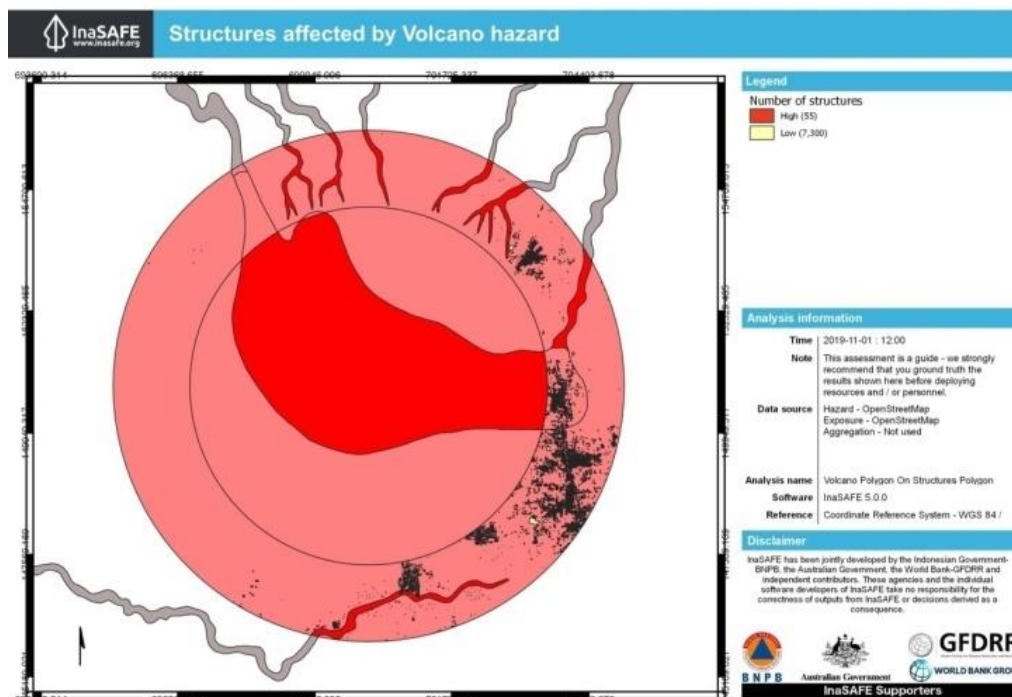 InaSAFE
www.inasafe.org
Structures affected by Volcano hazard
Legend
Number of structures
High (55)
Low (7,300)
Analysis information
Time 2019-11-01 : 12:00
Note This assessment is a guide - we strongly
recommend that you ground truth the
results shown here before deploying
resources and / or personnel.
Data source Hazard - OpenStreetMap
Exposure - OpenStreetMap
Aggregation - Not used
Analysis name Volcano Polygon On Structures Polygon
Software InaSAFE 5.0.0
Reference Coordinate Reference System - WGS 84 /
Disclaimer
InaSAFE has been jointly developed by the Indonesian Government-
BNPB, the Australian Government, the World Bank-GFDRR and
independent contributors. These agencies and the individual
software developers of InaSAFE take no responsibility for the
correctness of outputs from InaSAFE or decisions derived as a
consequence.
BNPB
Australian Government
GFDRR
WORLD BANK GROU
InaSAFE Supporters